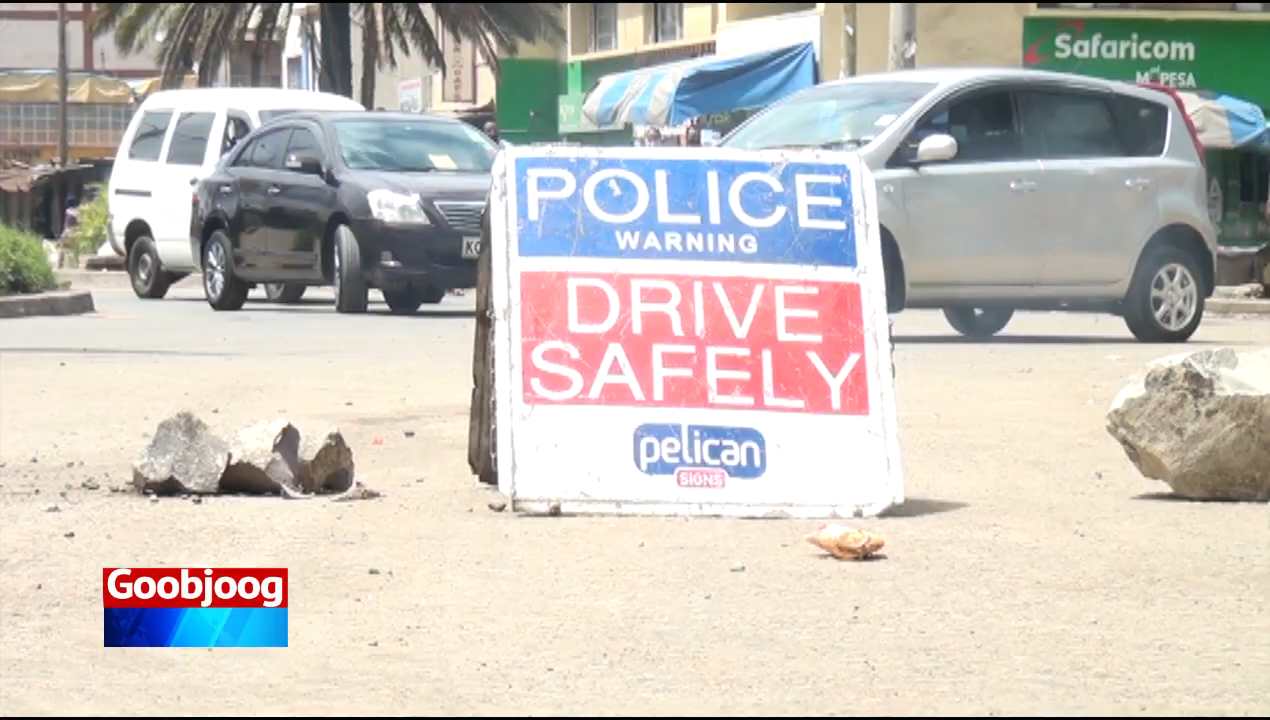 Safaricom
M PESA
POLICE
WARNING
DRIVE
SAFELY
pelican
SIGNS
Goobjoog